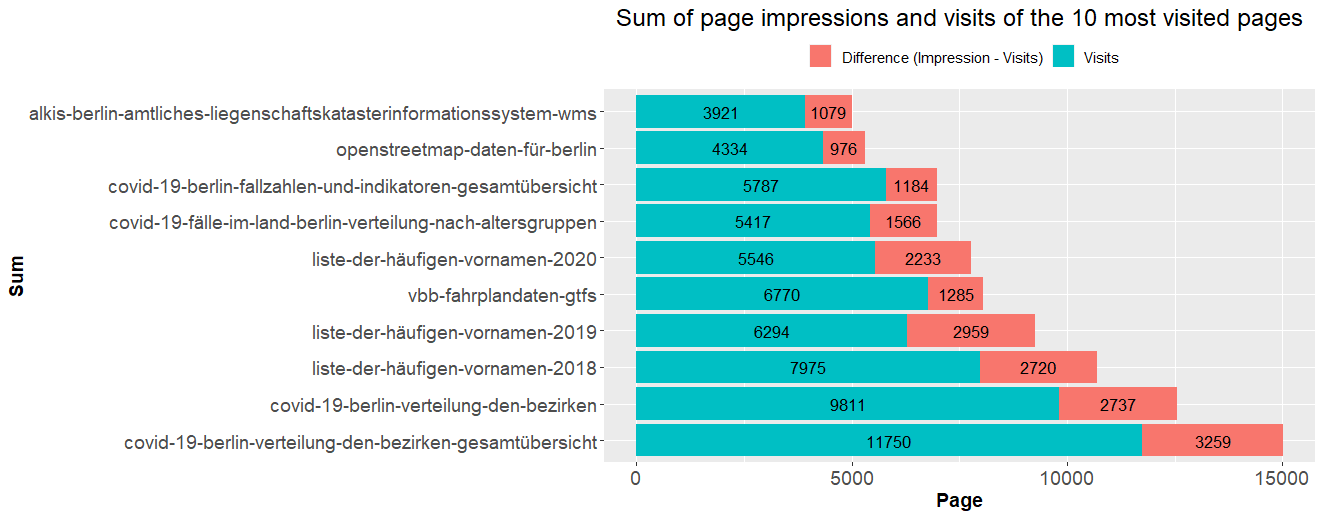 Sum of page impressions and visits of the 10 most visited pages
Difference (Impression - Visits) Visits
alkis-berlin-amtliches-liegenschaftskatasterinformationssystem-wms 3921 1079
openstreetmap-daten-für-berlin 4334 976
covid-19-berlin-fallzahlen-und-indikatoren-gesamtübersicht 5787 1184
covid-19-fälle-im-land-berlin-verteilung-nach-altersgruppen 5417 1566
liste-der-häufigen-vornamen-2020 5546 2233
vbb-fahrplandaten-gtfs 6770 1285
liste-der-häufigen-vornamen-2019 6294 2959
liste-der-häufigen-vornamen-2018 7975 2720
covid-19-berlin-verteilung-den-bezirken 9811 2737
covid-19-berlin-verteilung-den-bezirken-gesamtübersicht 11750 3259
Sum
0 5000 10000 15000
Page